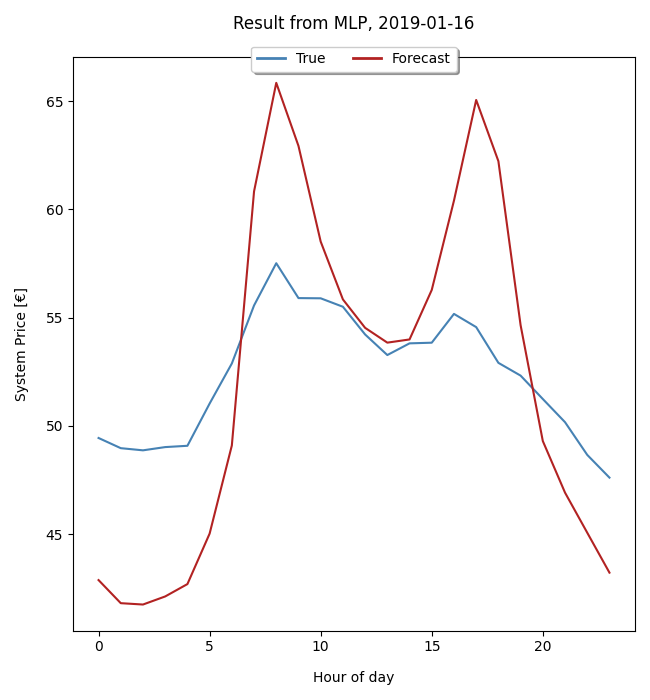 Result from MLP, 2019-01-16
True Forecast
65
60
55
50
45
System Price [€]
0 5 10 15 20
Hour of day